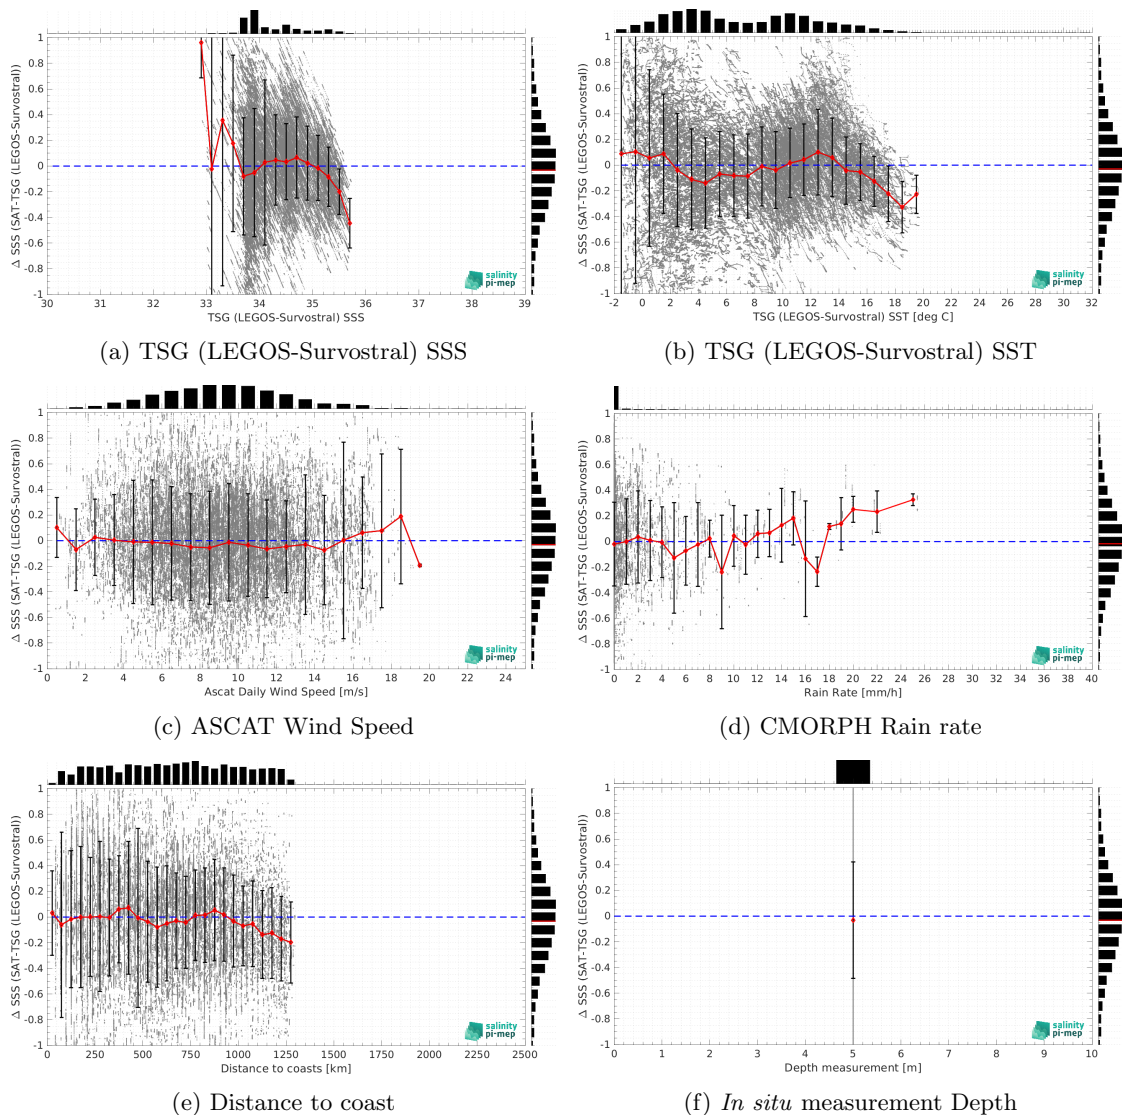 Δ SSS (SAT-TSG (LEGOS-Survostral))
1
0.8
0.6
0.4
0.2
0
-0.2
-0.4
-0.6
-0.8
-1
salinity
pi-mep
30 31 32 33 34 35 36 37 38 39
TSG (LEGOS-Survostral) SSS
(a) TSG (LEGOS-Survostral) SSS
Δ SSS (SAT-TSG (LEGOS-Survostral))
1
0.8
0.6
0.4
0.2
0
-0.2
-0.4
-0.6
-0.8
-1
salinity
pi-mep
-2 0 2 4 6 8 10 12 14 16 18 20 22 24 26 28 30 32
TSG (LEGOS-Survostral) SST [deg C]
(b) TSG (LEGOS-Survostral) SST
Δ SSS (SAT-TSG (LEGOS-Survostral))
1
0.8
0.6
0.4
0.2
0
-0.2
-0.4
-0.6
-0.8
-1
salinity
pi-mep
0 2 4 6 8 10 12 14 16 18 20 22 24
Ascat Daily Wind Speed [m/s]
(c) ASCAT Wind Speed
Δ SSS (SAT-TSG (LEGOS-Survostral))
1
0.8
0.6
0.4
0.2
0
-0.2
-0.4
-0.6
-0.8
-1
salinity
pi-mep
0 2 4 6 8 10 12 14 16 18 20 22 24 26 28 30 32 34 36 38 40
Rain Rate [mm/h]
(d) CMORPH Rain rate
Δ SSS (SAT-TSG (LEGOS-Survostral))
1
0.8
0.6
0.4
0.2
0
-0.2
-0.4
-0.6
-0.8
-1
salinity
pi-mep
0 250 500 750 1000 1250 1500 1750 2000 2250 2500
Distance to coasts [km]
(e) Distance to coast
Δ SSS (SAT-TSG (LEGOS-Survostral))
1
0.8
0.6
0.4
0.2
0
-0.2
-0.4
-0.6
-0.8
-1
salinity
pi-mep
0 1 2 3 4 5 6 7 8 9 10
Depth measurement [m]
(f) In situ measurement Depth